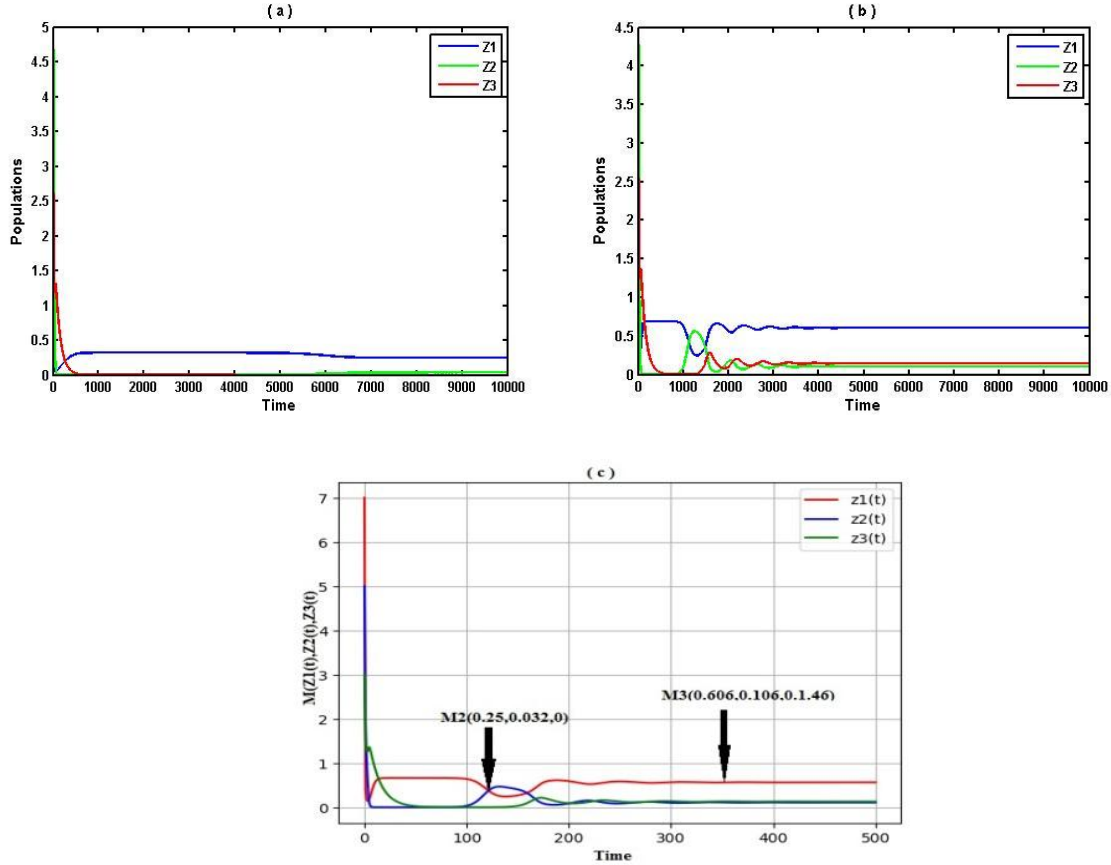 ( a )
5
4.5
4
3.5
3
2.5
2
1.5
1
0.5
0
Populations
0 1000 2000 3000 4000 5000 6000 7000 8000 9000 10000
Time
Z1
Z2
Z3
( b )
4.5
4
3.5
3
2.5
2
1.5
1
0.5
0
Populations
0 1000 2000 3000 4000 5000 6000 7000 8000 9000 10000
Time
Z1
Z2
Z3
( c )
7
6
5
4
3
2
1
0
M(Z1(t),Z2(t),Z3(t)
z1(t)
z2(t)
z3(t)
M2(0.25,0.032,0)
M3(0.606,0.106,0.1.46)
0 100 200 300 400 500
Time